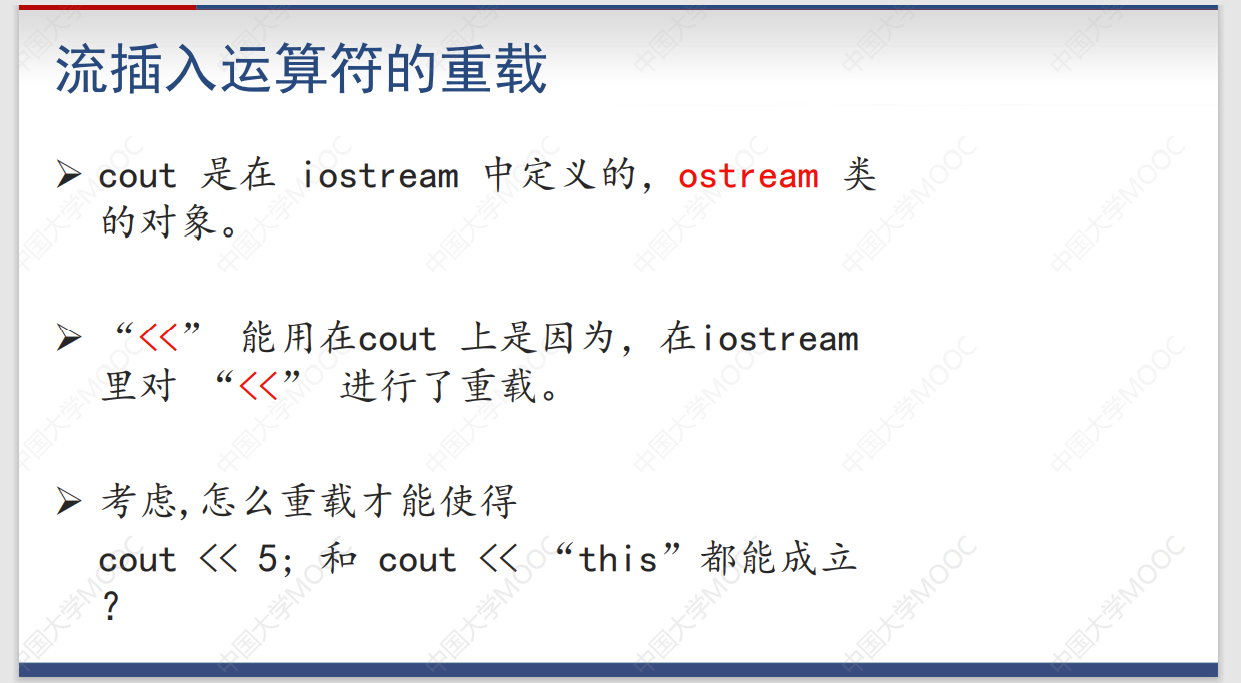 流插入运算符的重载
cout 是在 iostream 中定义的，ostream 类
的对象。
“<<” 能用在cout 上是因为，在iostream
里对 “<<” 进行了重载。
考虑,怎么重载才能使得
cout << 5; 和 cout << “this”都能成立
?
中国大学MOOC